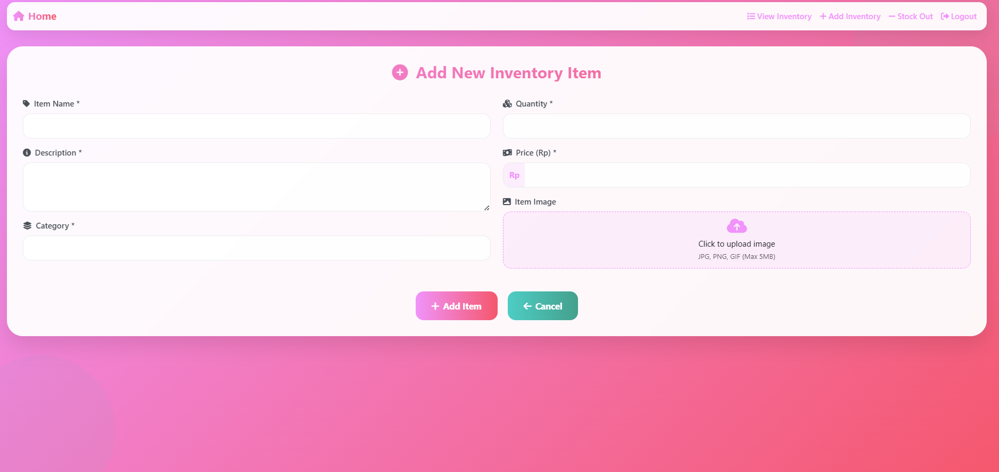 Home
View Inventory
Add Inventory
Stock Out
Logout
Add New Inventory Item
Item Name *
Quantity *
Description *
Price (Rp) *
Rp
Item Image
Click to upload image
JPG, PNG, GIF (Max 5MB)
Category *
Add Item
Cancel